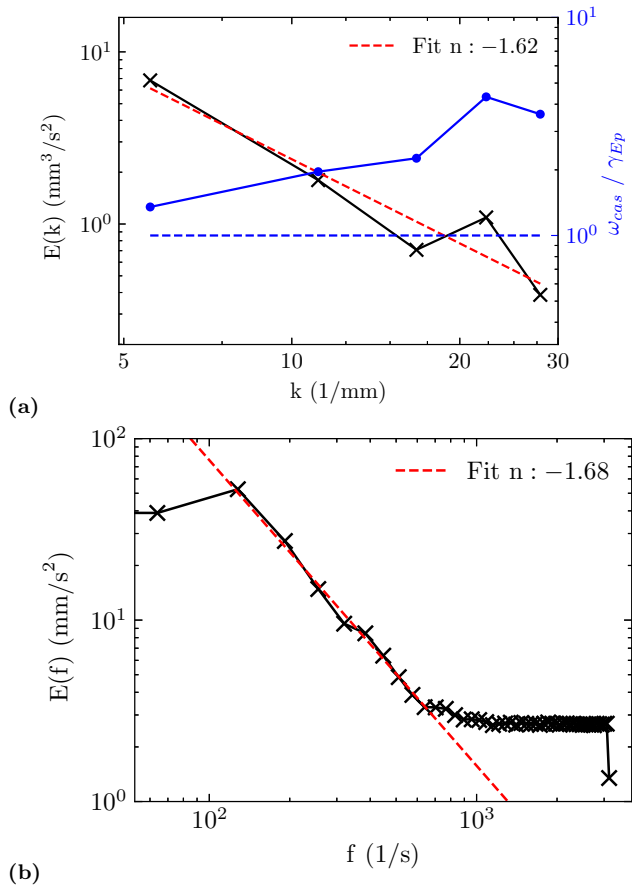 10¹
10⁰
E(k) (mm³/s²)
Fit n : −1.62
10¹
10⁰
ω_cas / γ_Ep
5
10
20
30
k (1/mm)
(a)
10²
10¹
10⁰
E(f) (mm/s²)
Fit n : −1.68
10²
10³
f (1/s)
(b)